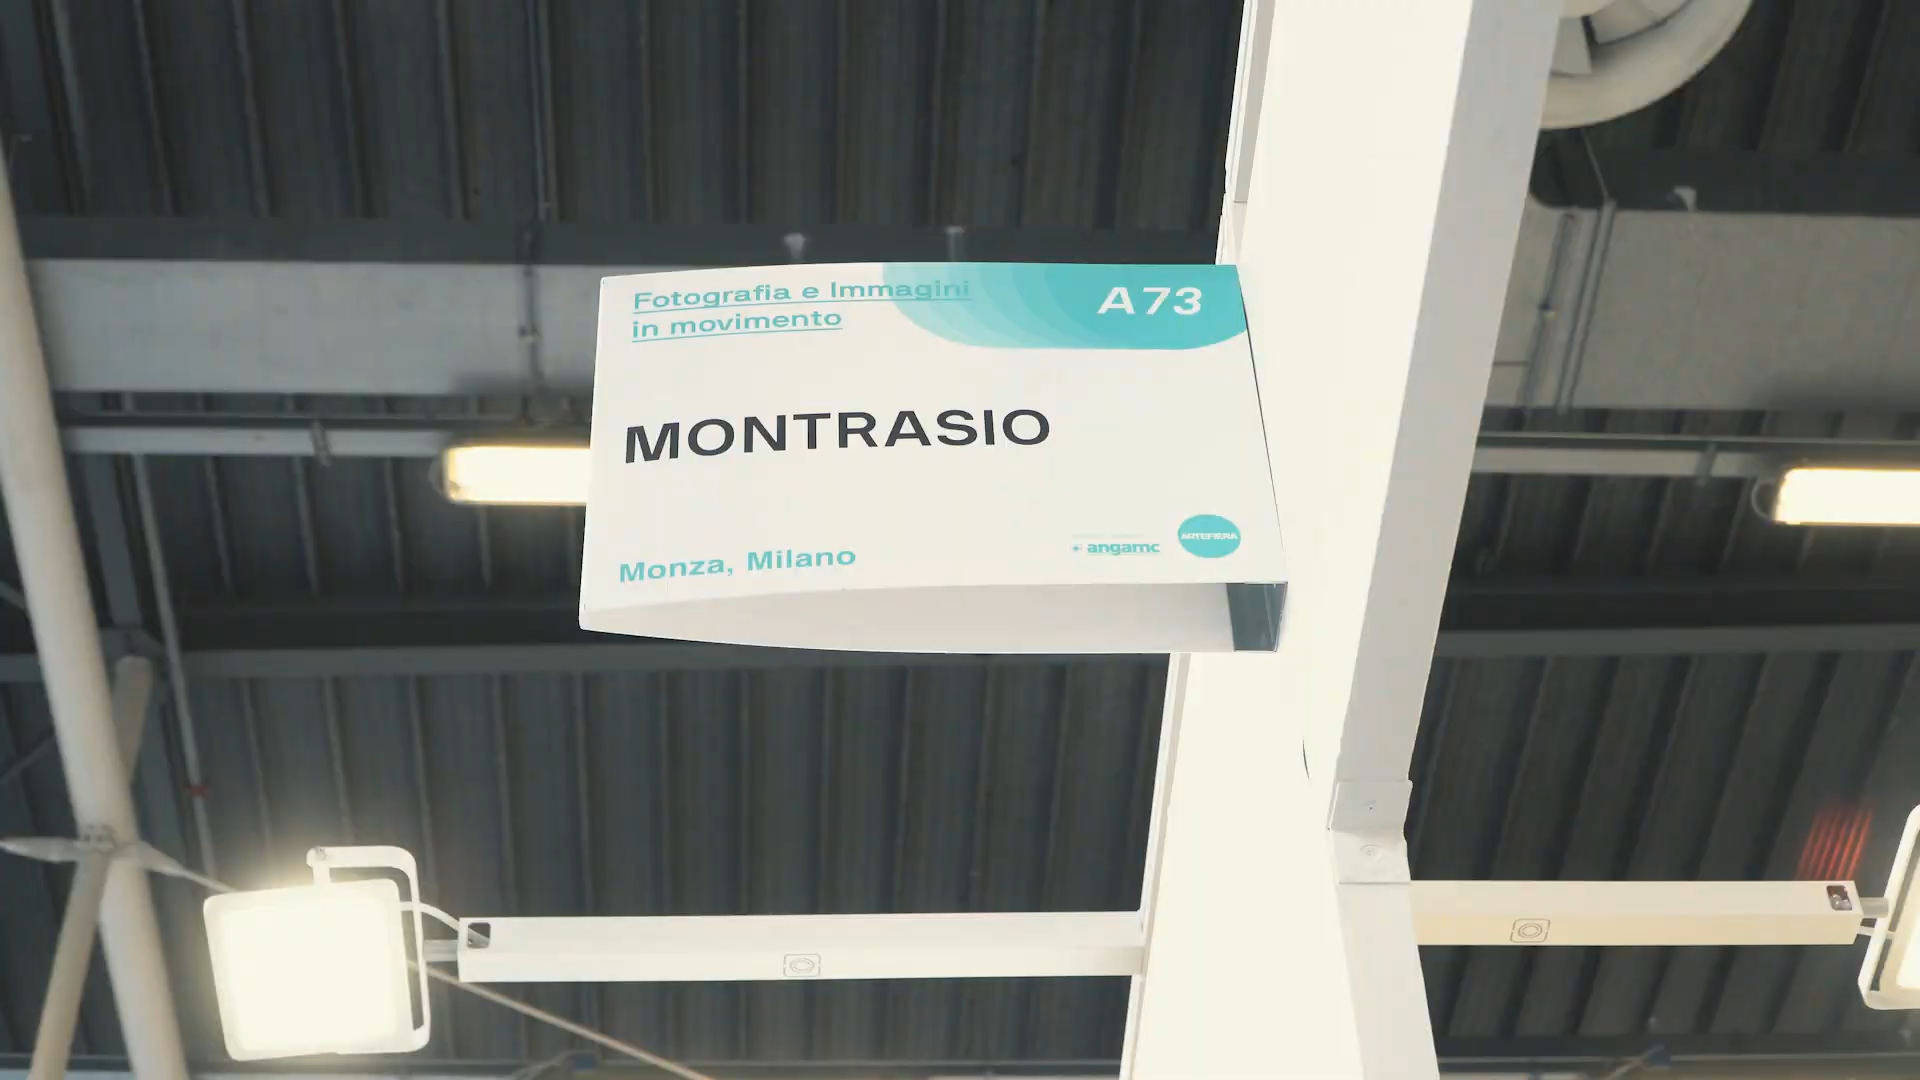 Fotografia e Immagini
in movimento
A73
MONTRASIO
Monza, Milano
angamc
ARTEFIERA